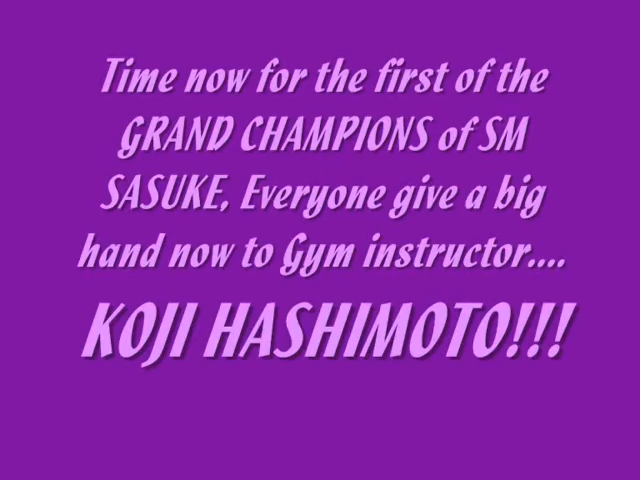 Time now for the first of the
GRAND CHAMPIONS of SM
SASUKE, Everyone give a big
hand now to Gym instructor....
KOJI HASHIMOTO!!!